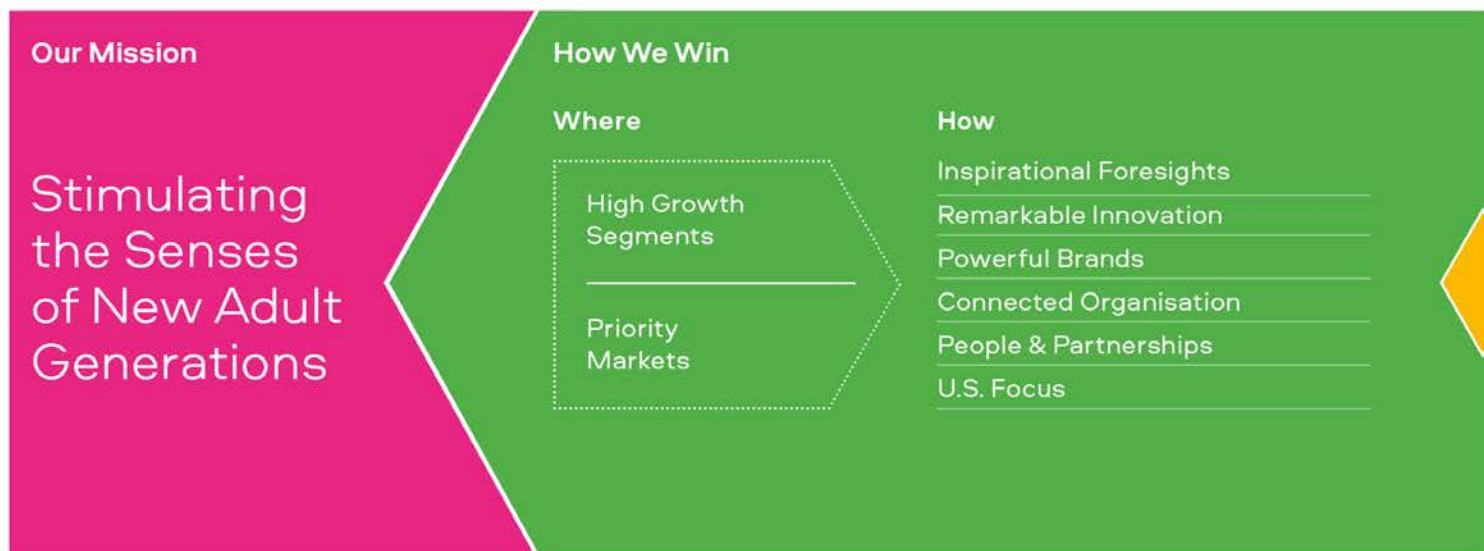 Our Mission
Stimulating
the Senses
of New Adult
Generations
How We Win
Where
High Growth
Segments
Priority
Markets
How
Inspirational Foresights
Remarkable Innovation
Powerful Brands
Connected Organisation
People & Partnerships
U.S. Focus